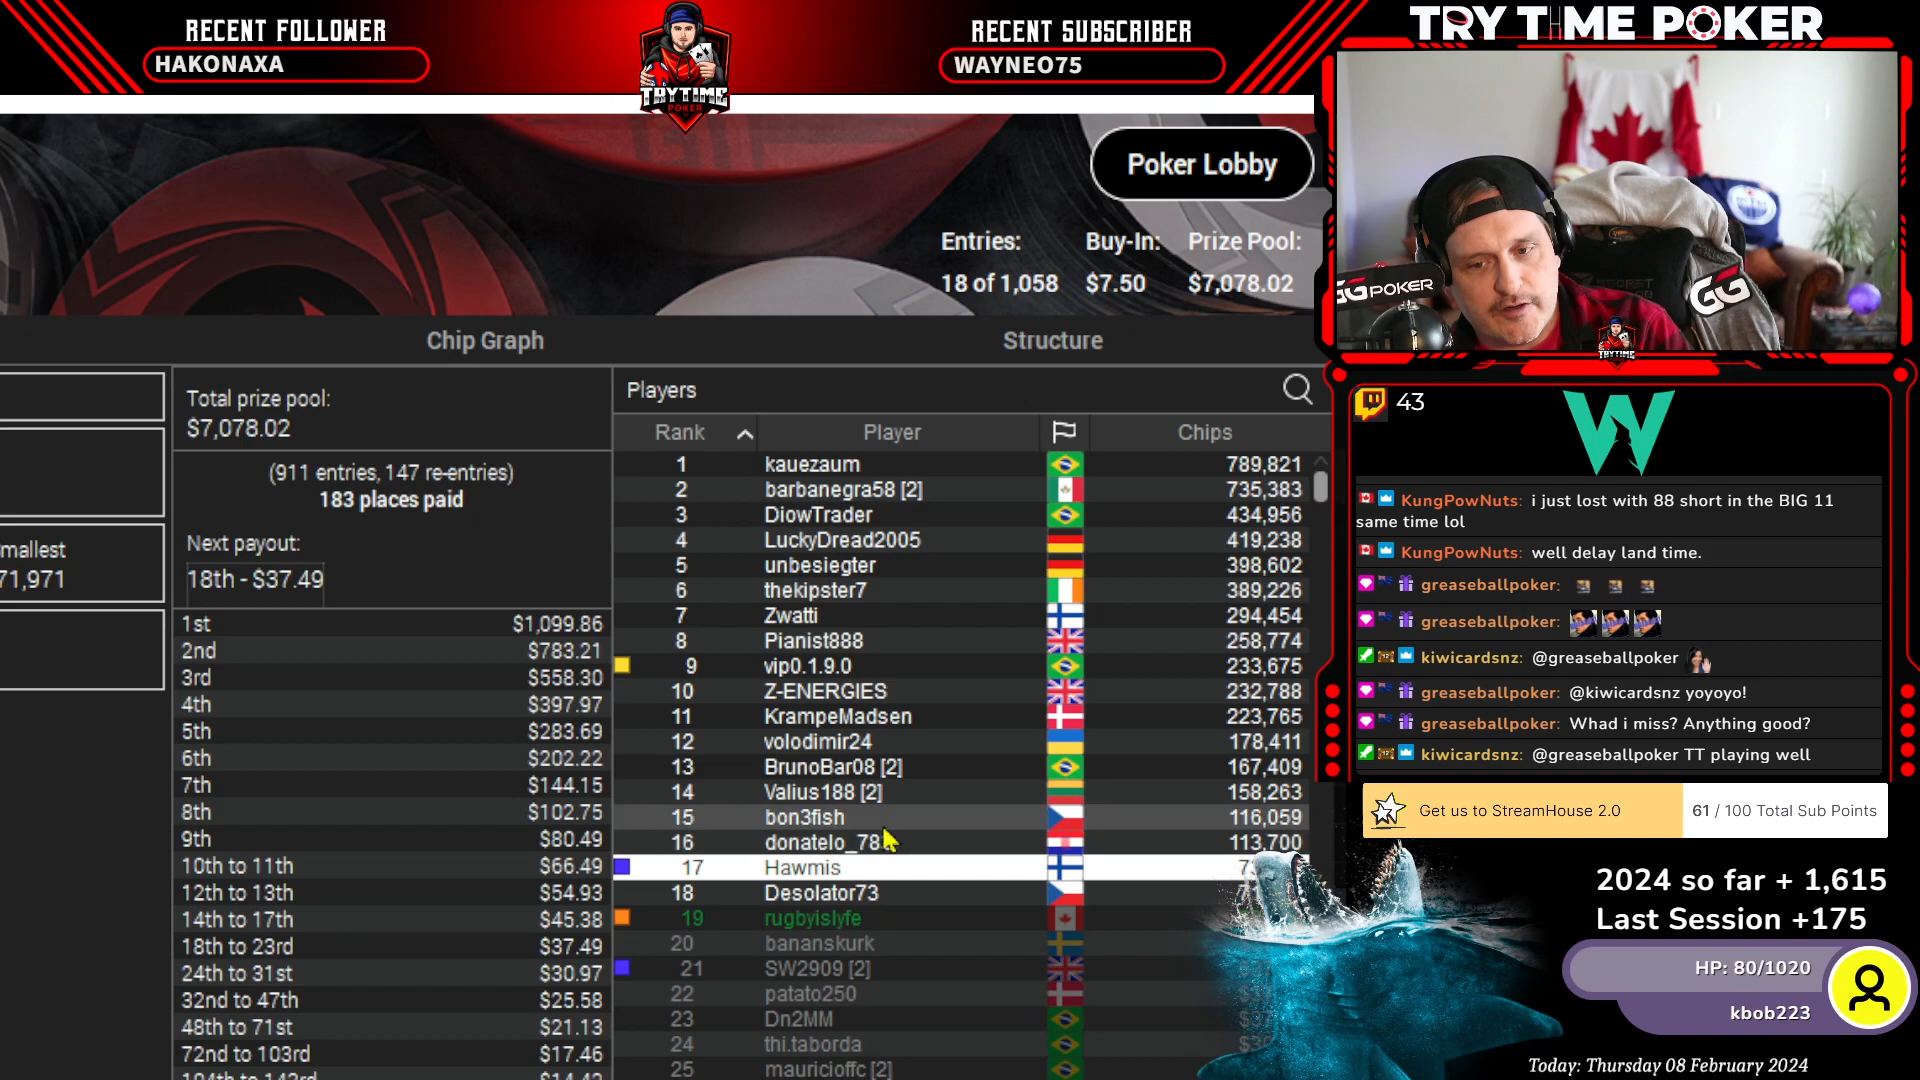 RECENT FOLLOWER
HAKONAXA
TRYTIME
POKER
RECENT SUBSCRIBER
WAYNEO75
TRY TIME POKER
Poker Lobby
Entries: Buy-In: Prize Pool:
18 of 1,058 $7.50 $7,078.02
Chip Graph Structure
GGPOKER
GG
TRYTIME
mallest
71,971
Total prize pool:
$7,078.02
(911 entries, 147 re-entries)
183 places paid
Next payout:
18th - $37.49
1st $1,099.86
2nd $783.21
3rd $558.30
4th $397.97
5th $283.69
6th $202.22
7th $144.15
8th $102.75
9th $80.49
10th to 11th $66.49
12th to 13th $54.93
14th to 17th $45.38
18th to 23rd $37.49
24th to 31st $30.97
32nd to 47th $25.58
48th to 71st $21.13
72nd to 103rd $17.46
Players
Rank Player Chips
1 kauezaum 789,821
2 barbanegra58 [2] 735,383
3 DiowTrader 434,956
4 LuckyDread2005 419,238
5 unbesiegter 398,602
6 thekipster7 389,226
7 Zwatti 294,454
8 Pianist888 258,774
9 vip0.1.9.0 233,675
10 Z-ENERGIES 232,788
11 KrampeMadsen 223,765
12 volodimir24 178,411
13 BrunoBar08 [2] 167,409
14 Valius188 [2] 158,263
15 bon3fish 116,059
16 donatelo_78 113,700
17 Hawmis
18 Desolator73
19 rugbyislyfe
20 bananskurk
21 SW2909 [2]
22 patato250
23 Dn2MM
24 thi.taborda
25 mauricioffc [2]
43
KungPowNuts: i just lost with 88 short in the BIG 11
same time lol
KungPowNuts: well delay land time.
greaseballpoker:
greaseballpoker:
kiwicardsnz: @greaseballpoker
greaseballpoker: @kiwicardsnz yoyoyo!
greaseballpoker: Whad i miss? Anything good?
kiwicardsnz: @greaseballpoker TT playing well
Get us to StreamHouse 2.0 61 / 100 Total Sub Points
2024 so far + 1,615
Last Session +175
HP: 80/1020
kbob223
Today: Thursday 08 February 2024